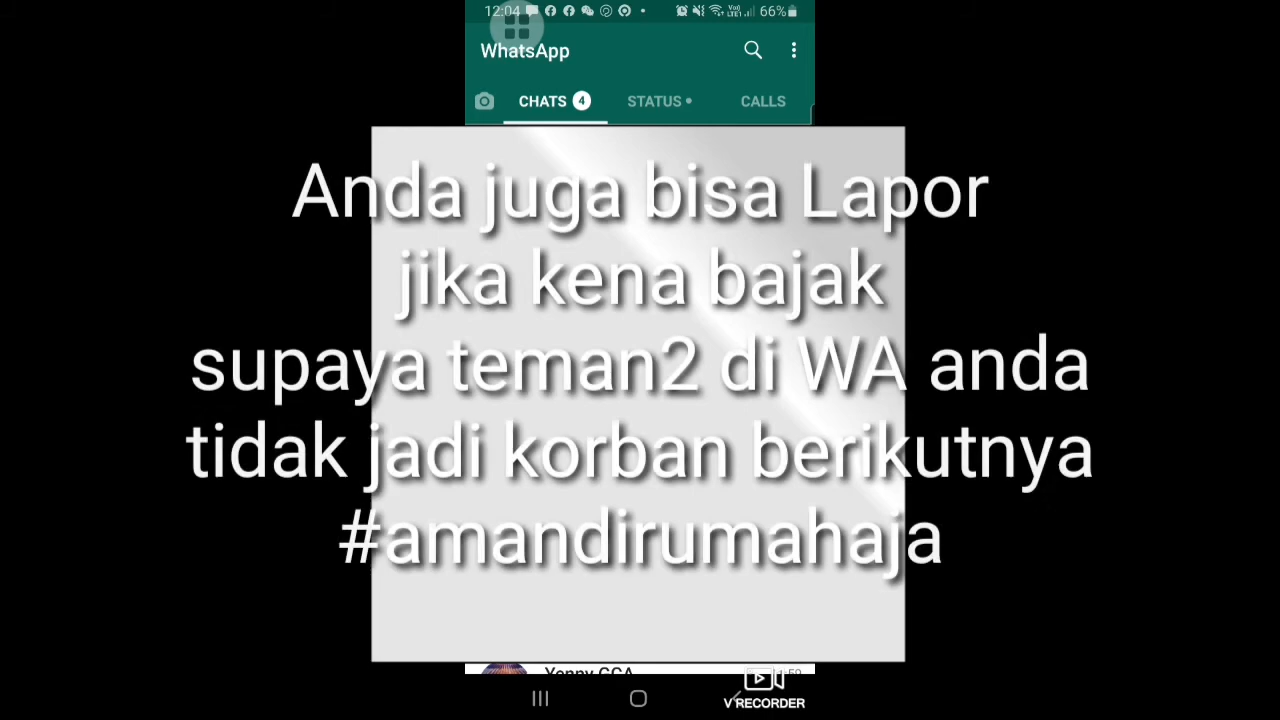 12:04 66%
WhatsApp
CHATS 4 STATUS CALLS
Anda juga bisa Lapor
jika kena bajak
supaya teman2 di WA anda
tidak jadi korban berikutnya
#amandirumahaja
V RECORDER